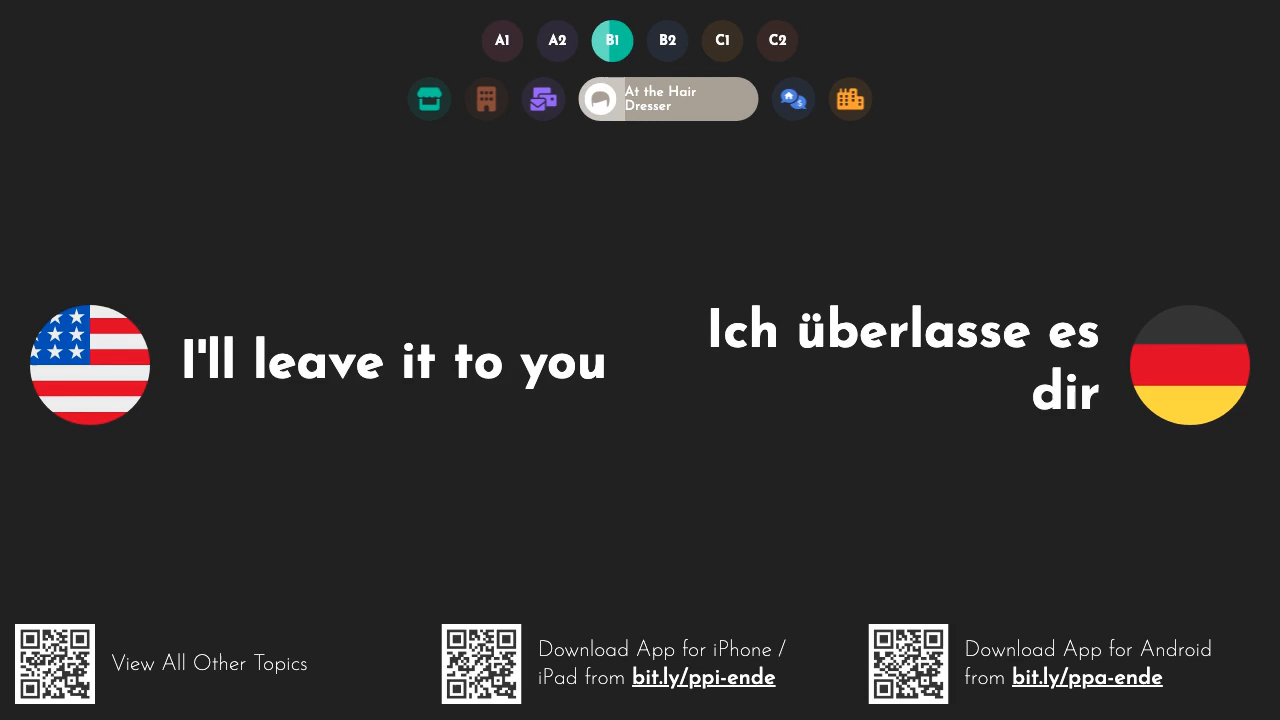 A1 A2 B1 B2 C1 C2
At the Hair
Dresser
I'll leave it to you
Ich überlasse es
dir
View All Other Topics
Download App for iPhone /
iPad from bit.ly/ppi-ende
Download App for Android
from bit.ly/ppa-ende